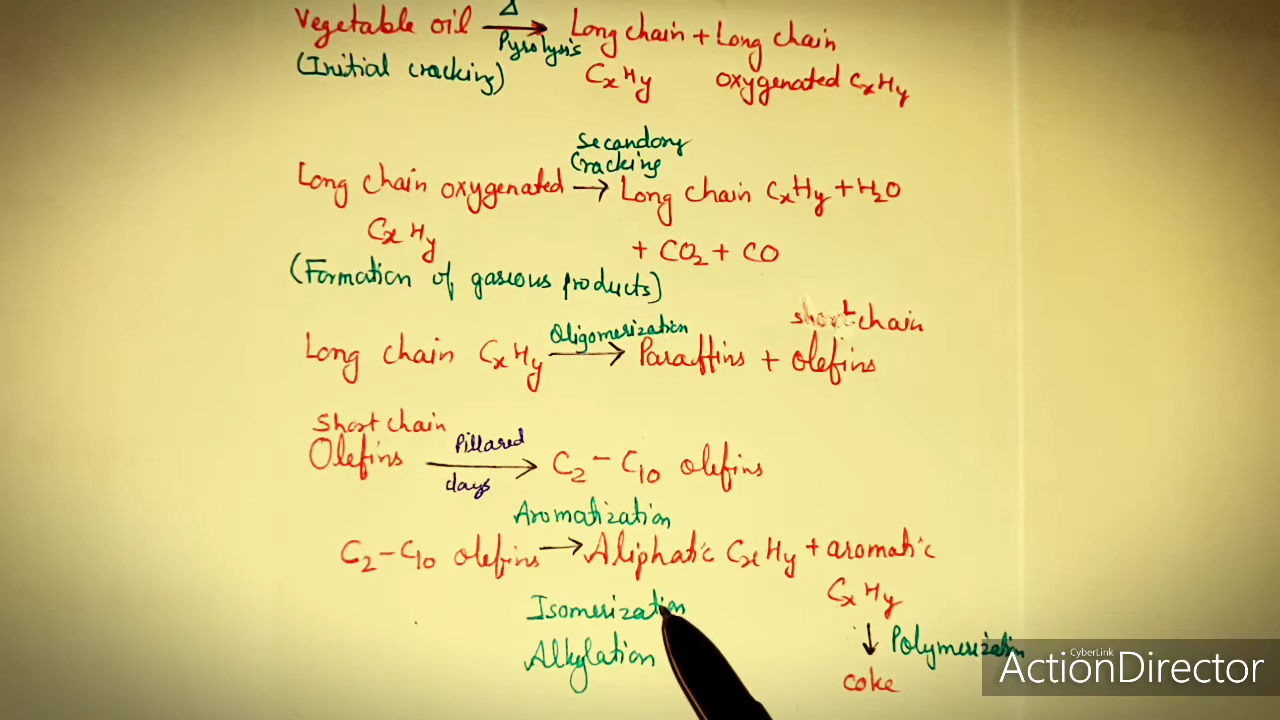 Vegetable oil Δ→ Long chain + Long chain
(Initial cracking) Pyrolysis CxHy oxygenated CxHy
Secondary
Cracking
Long chain oxygenated → Long chain CxHy + H2O
CxHy + CO2 + CO
(Formation of gaseous products)
short chain
Oligomerization
Long chain CxHy → Paraffins + olefins
Short chain
Pillared
Olefins → C2 - C10 olefins
clays
Aromatization
C2-C10 olefins → Aliphatic CxHy + aromatic
Isomerization CxHy
↓ Polymerization
Alkylation coke
CyberLink
ActionDirector